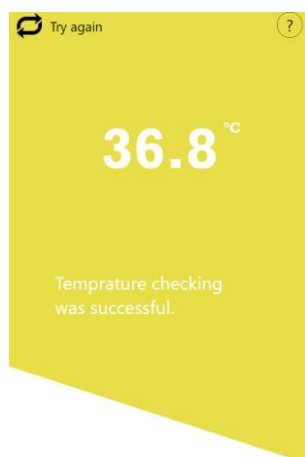 Try again
?
36.8 °C
Temprature checking
was successful.